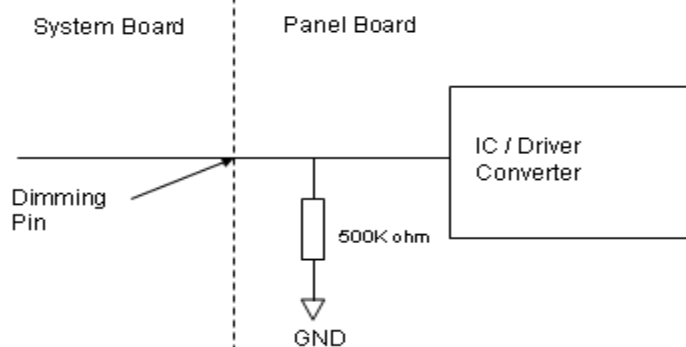 System Board
Panel Board
IC / Driver
Converter
Dimming
Pin
500K ohm
GND